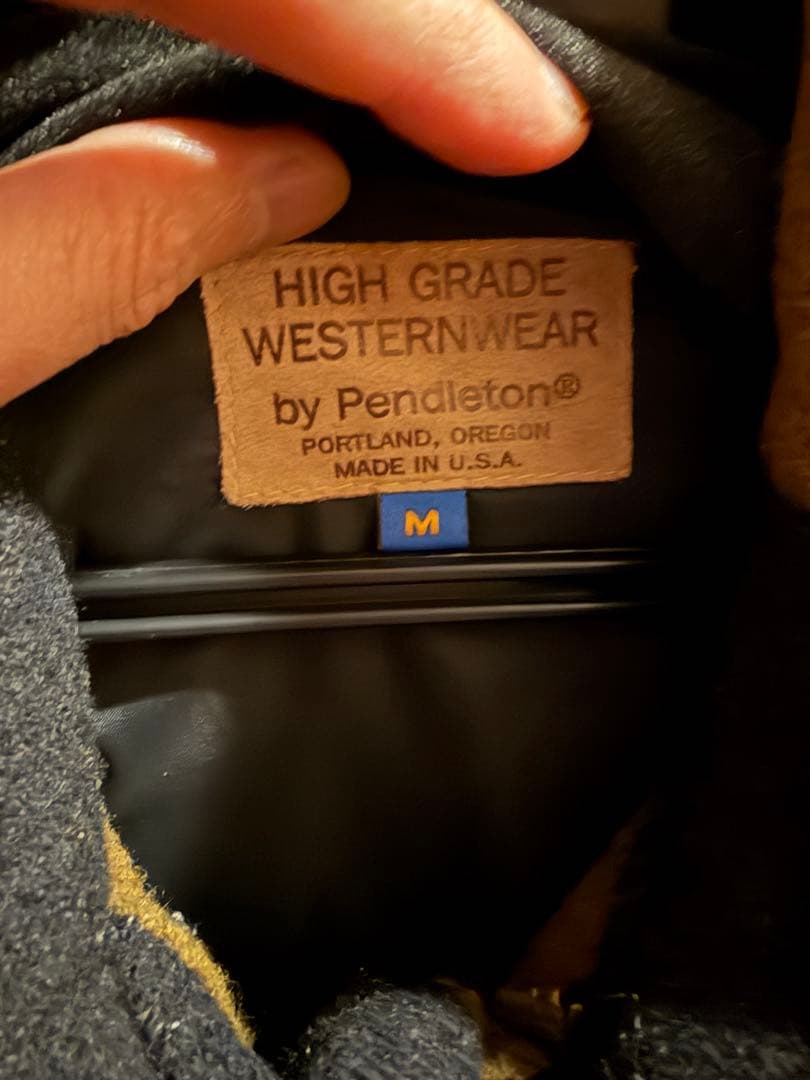 HIGH GRADE
WESTERNWEAR
by Pendleton®
PORTLAND, OREGON
MADE IN U.S.A.
M